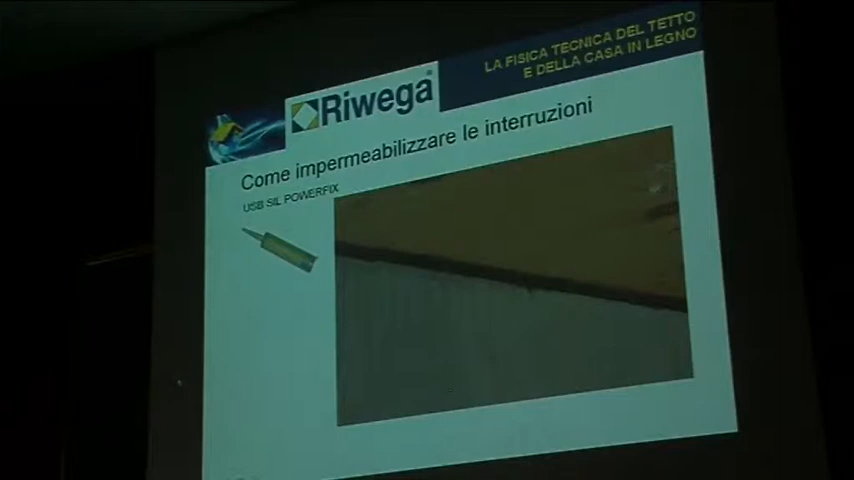 LA FISICA TECNICA DEL TETTO
E DELLA CASA IN LEGNO
Riwega
Come impermeabilizzare le interruzioni
USB SIL POWERFIX